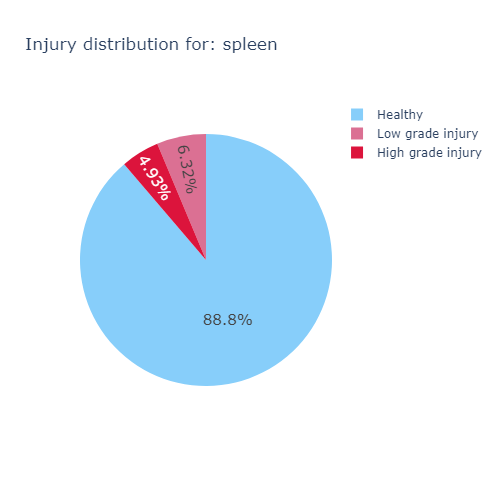 Injury distribution for: spleen
Healthy
Low grade injury
High grade injury
6.32%
4.93%
88.8%